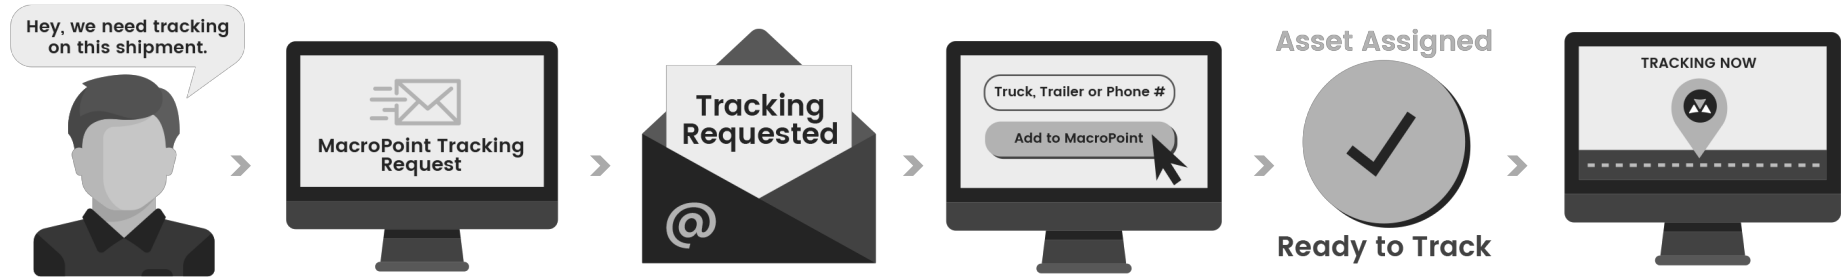 Hey, we need tracking
on this shipment.
MacroPoint Tracking
Request
Tracking
Requested
@
Truck, Trailer or Phone #
Add to MacroPoint
Asset Assigned
Ready to Track
TRACKING NOW